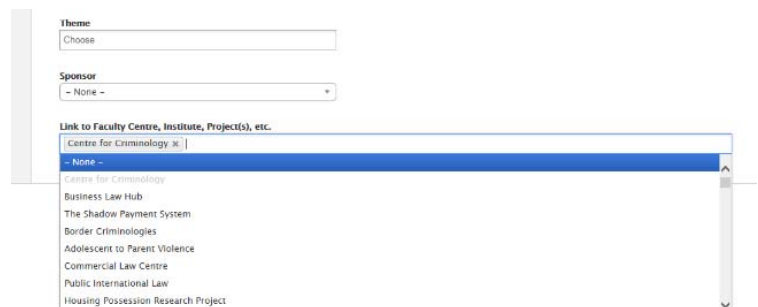 Theme
Choose
Sponsor
- None -
Link to Faculty Centre, Institute, Project(s), etc.
Centre for Criminology x
- None -
Centre for Criminology
Business Law Hub
The Shadow Payment System
Border Criminologies
Adolescent to Parent Violence
Commercial Law Centre
Public International Law
Housing Possession Research Project